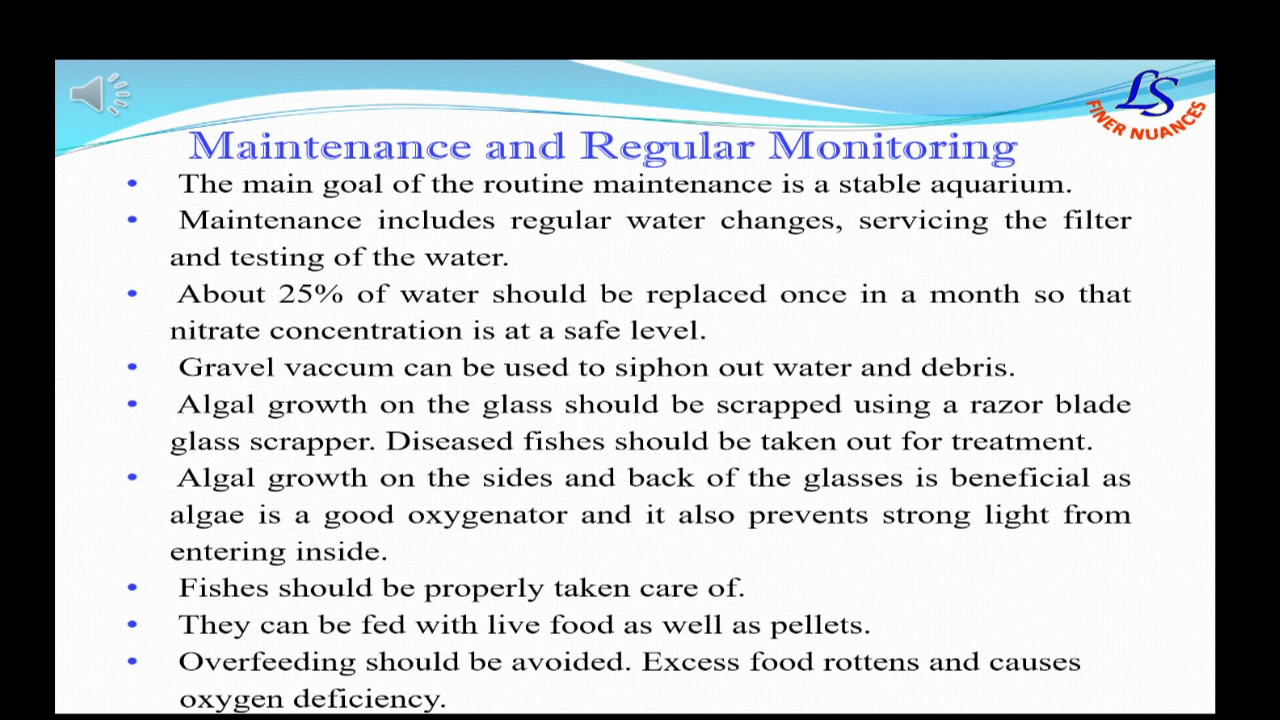 LS
FINER NUANCES
Maintenance and Regular Monitoring
• The main goal of the routine maintenance is a stable aquarium.
• Maintenance includes regular water changes, servicing the filter
and testing of the water.
• About 25% of water should be replaced once in a month so that
nitrate concentration is at a safe level.
• Gravel vaccum can be used to siphon out water and debris.
• Algal growth on the glass should be scrapped using a razor blade
glass scrapper. Diseased fishes should be taken out for treatment.
• Algal growth on the sides and back of the glasses is beneficial as
algae is a good oxygenator and it also prevents strong light from
entering inside.
• Fishes should be properly taken care of.
• They can be fed with live food as well as pellets.
• Overfeeding should be avoided. Excess food rottens and causes
oxygen deficiency.